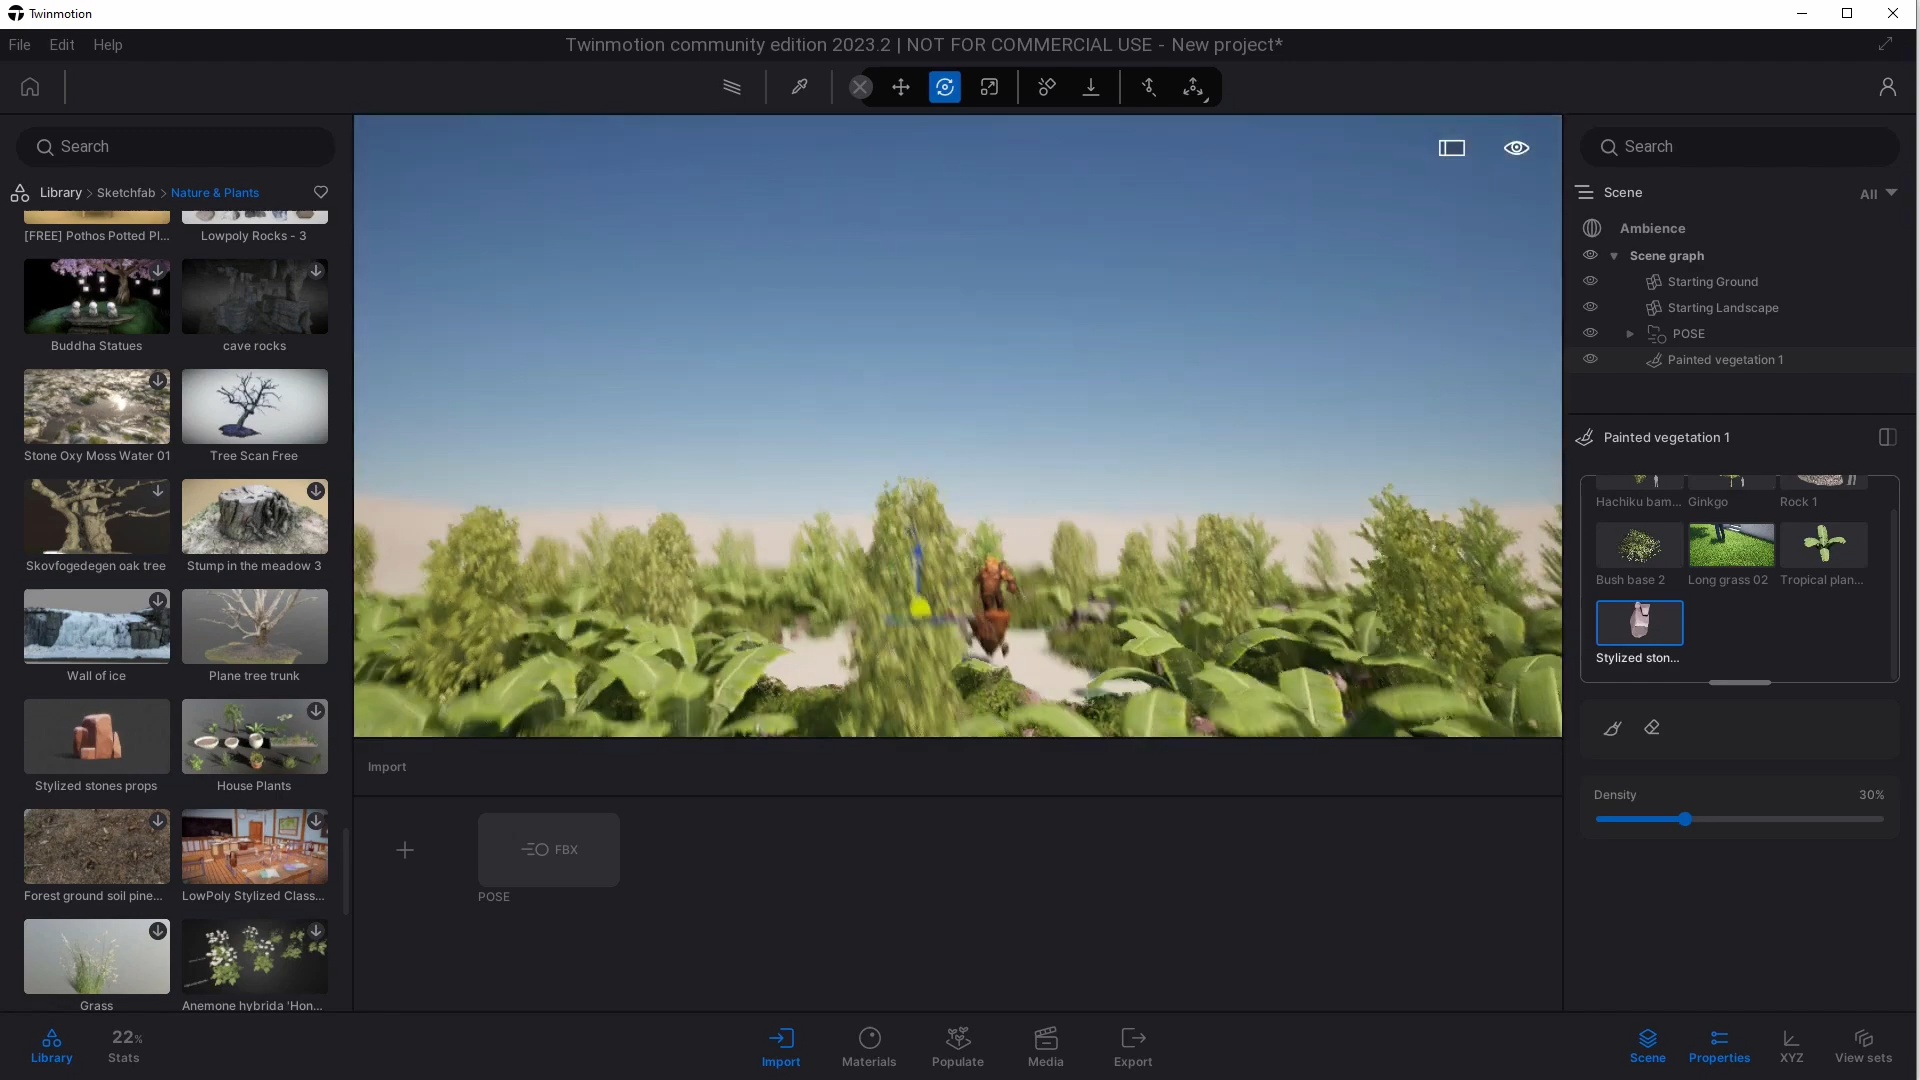 Twinmotion
File Edit Help
Twinmotion community edition 2023.2 | NOT FOR COMMERCIAL USE - New project*
Search
Library > Sketchfab > Nature & Plants
[FREE] Pothos Potted Pl...
Lowpoly Rocks - 3
Buddha Statues
cave rocks
Stone Oxy Moss Water 01
Tree Scan Free
Skovfogedegen oak tree
Stump in the meadow 3
Wall of ice
Plane tree trunk
Stylized stones props
House Plants
Forest ground soil pine...
LowPoly Stylized Class...
Grass
Anemone hybrida 'Hon...
Import
FBX
POSE
Search
Scene
All
Ambience
Scene graph
Starting Ground
Starting Landscape
POSE
Painted vegetation 1
Painted vegetation 1
Hachiku bam...
Ginkgo
Rock 1
Bush base 2
Long grass 02
Tropical plan...
Stylized ston...
Density 30%
Library
22%
Stats
Import
Materials
Populate
Media
Export
Scene
Properties
XYZ
View sets